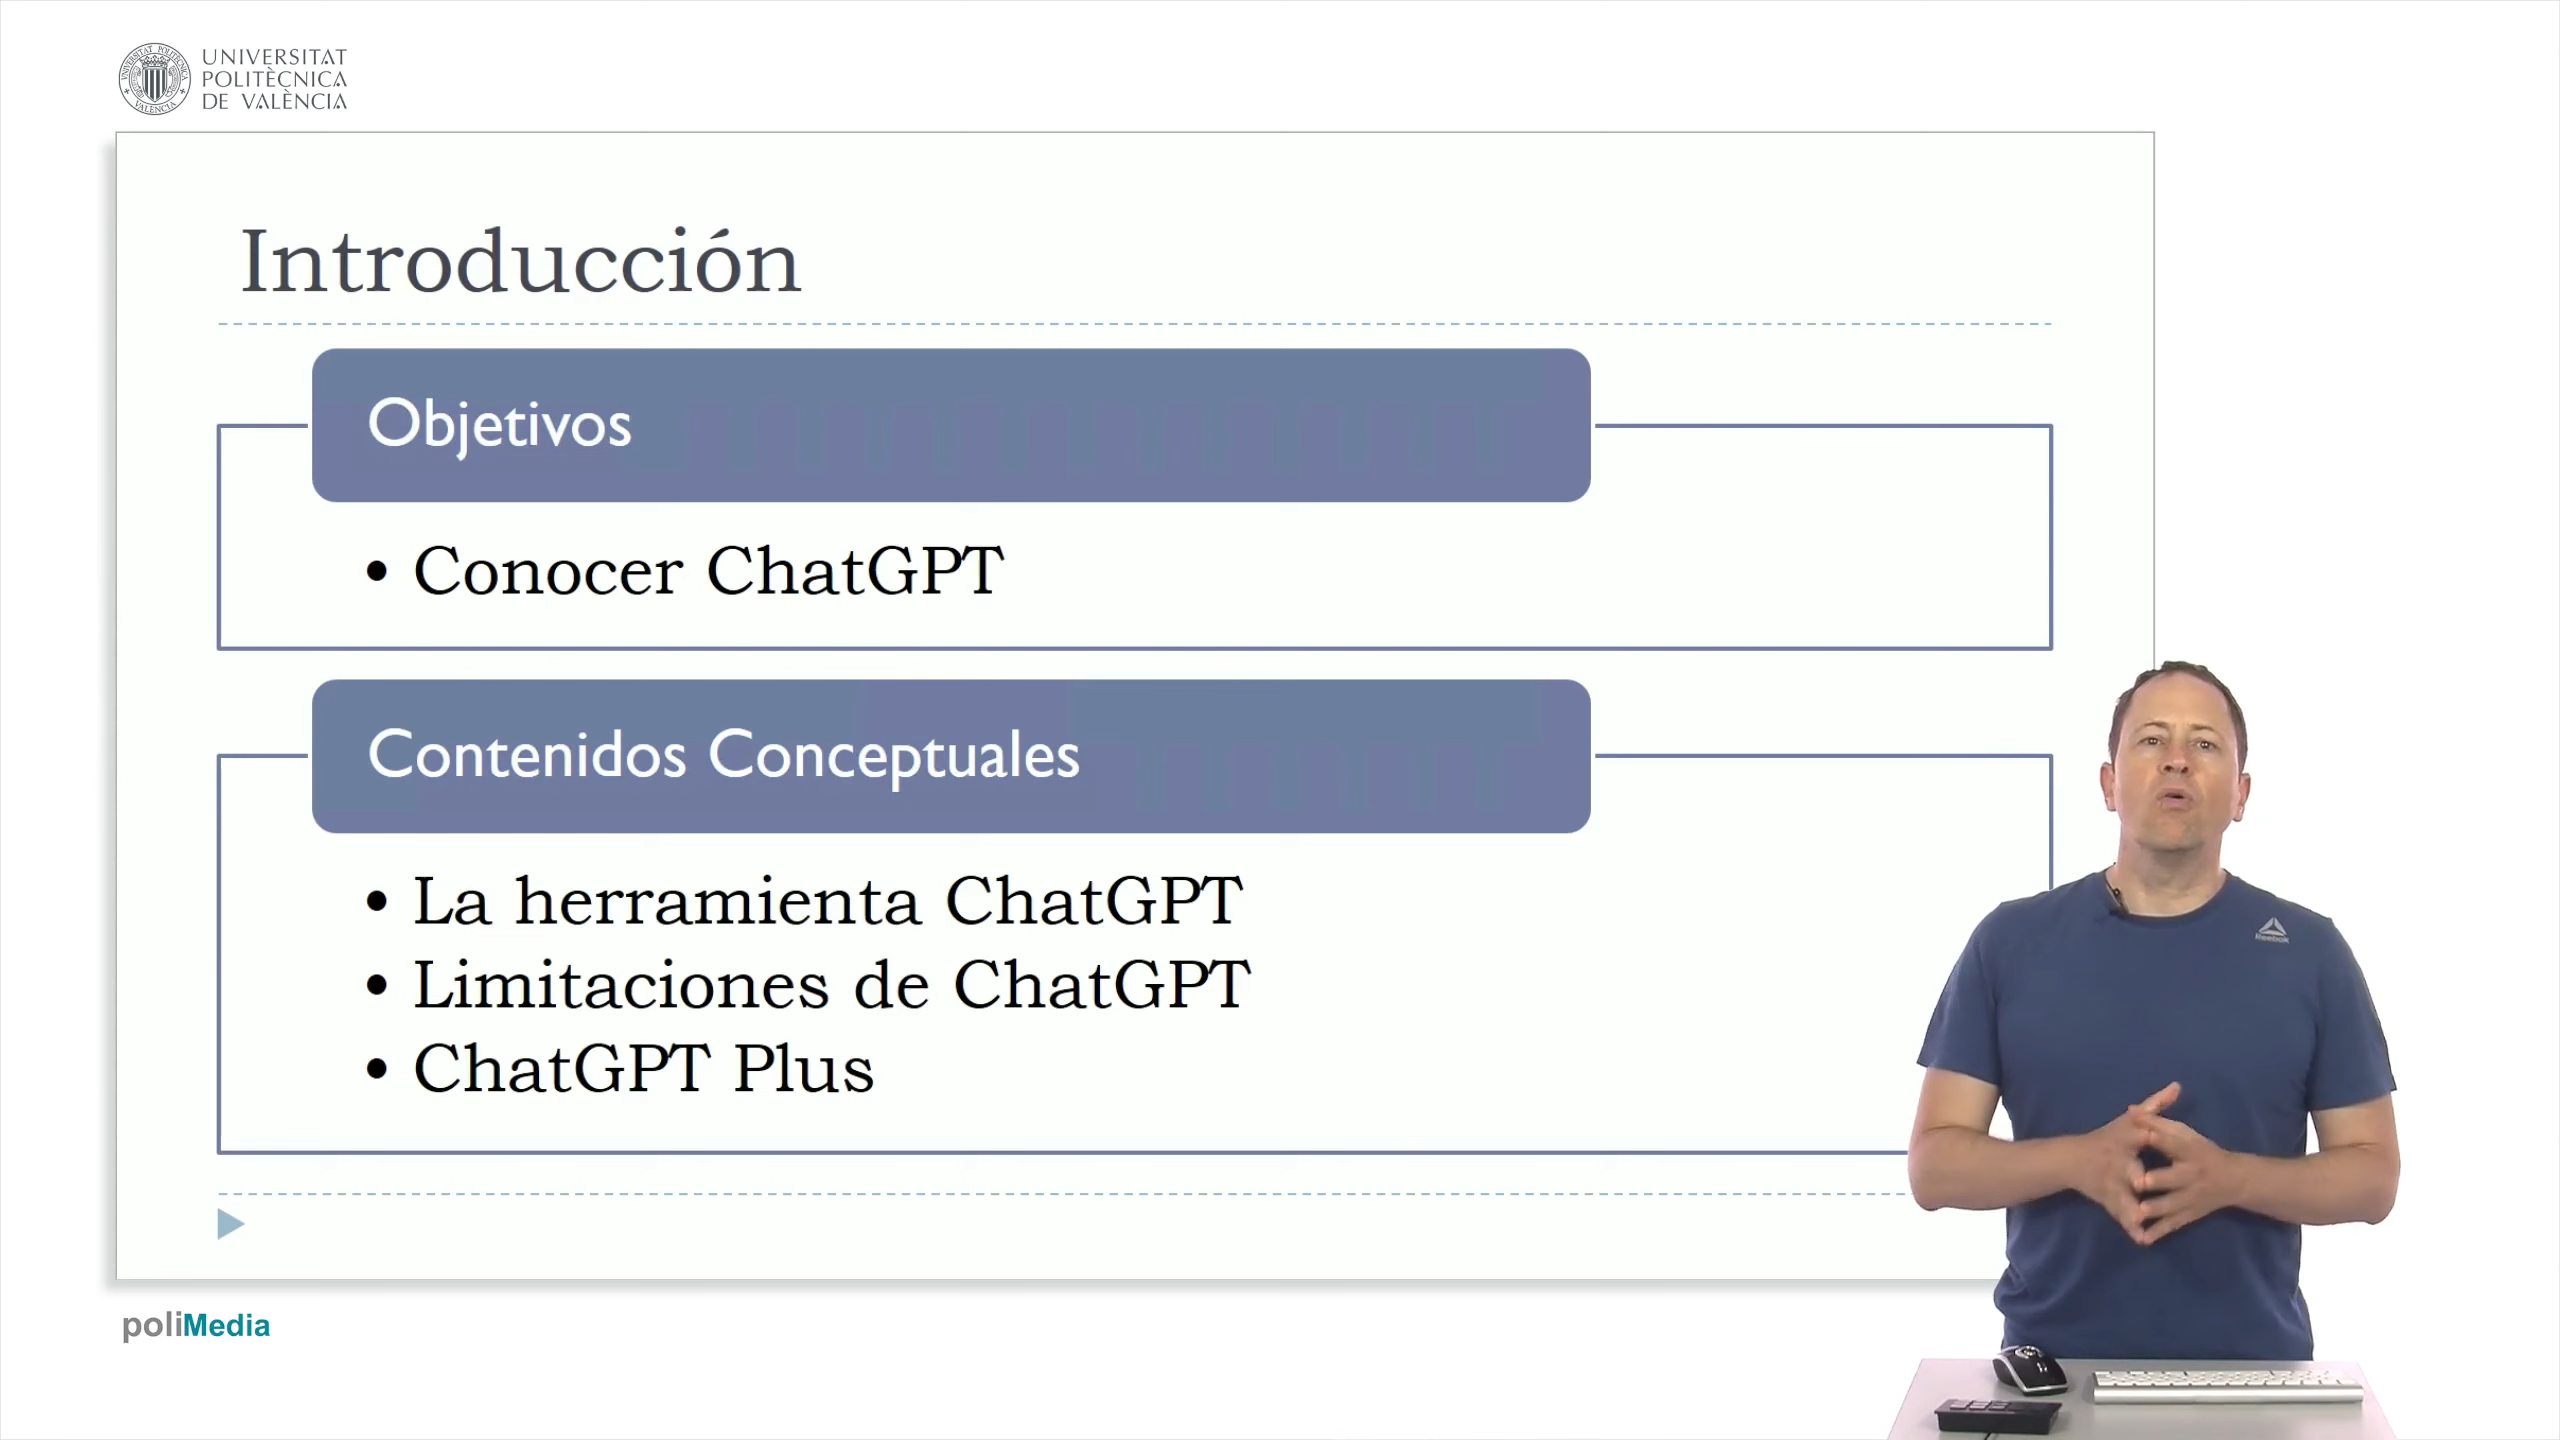 UNIVERSITAT
POLITÈCNICA
DE VALÈNCIA
Introducción
Objetivos
• Conocer ChatGPT
Contenidos Conceptuales
• La herramienta ChatGPT
• Limitaciones de ChatGPT
• ChatGPT Plus
Reebok
poliMedia